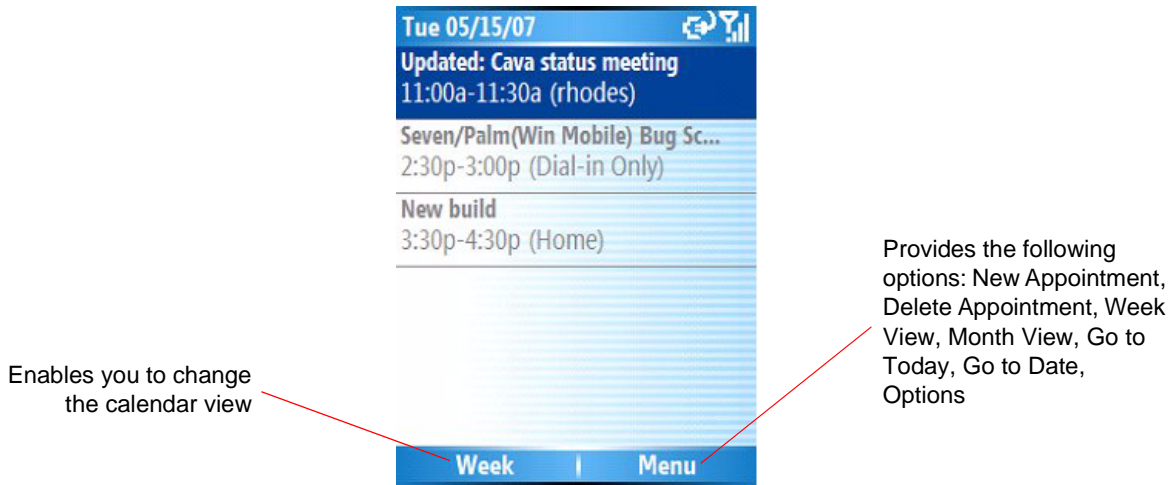 Tue 05/15/07
Updated: Cava status meeting
11:00a-11:30a (rhodes)
Seven/Palm(Win Mobile) Bug Sc...
2:30p-3:00p (Dial-in Only)
New build
3:30p-4:30p (Home)
Provides the following
options: New Appointment,
Delete Appointment, Week
View, Month View, Go to
Today, Go to Date,
Options
Enables you to change
the calendar view
Week
Menu